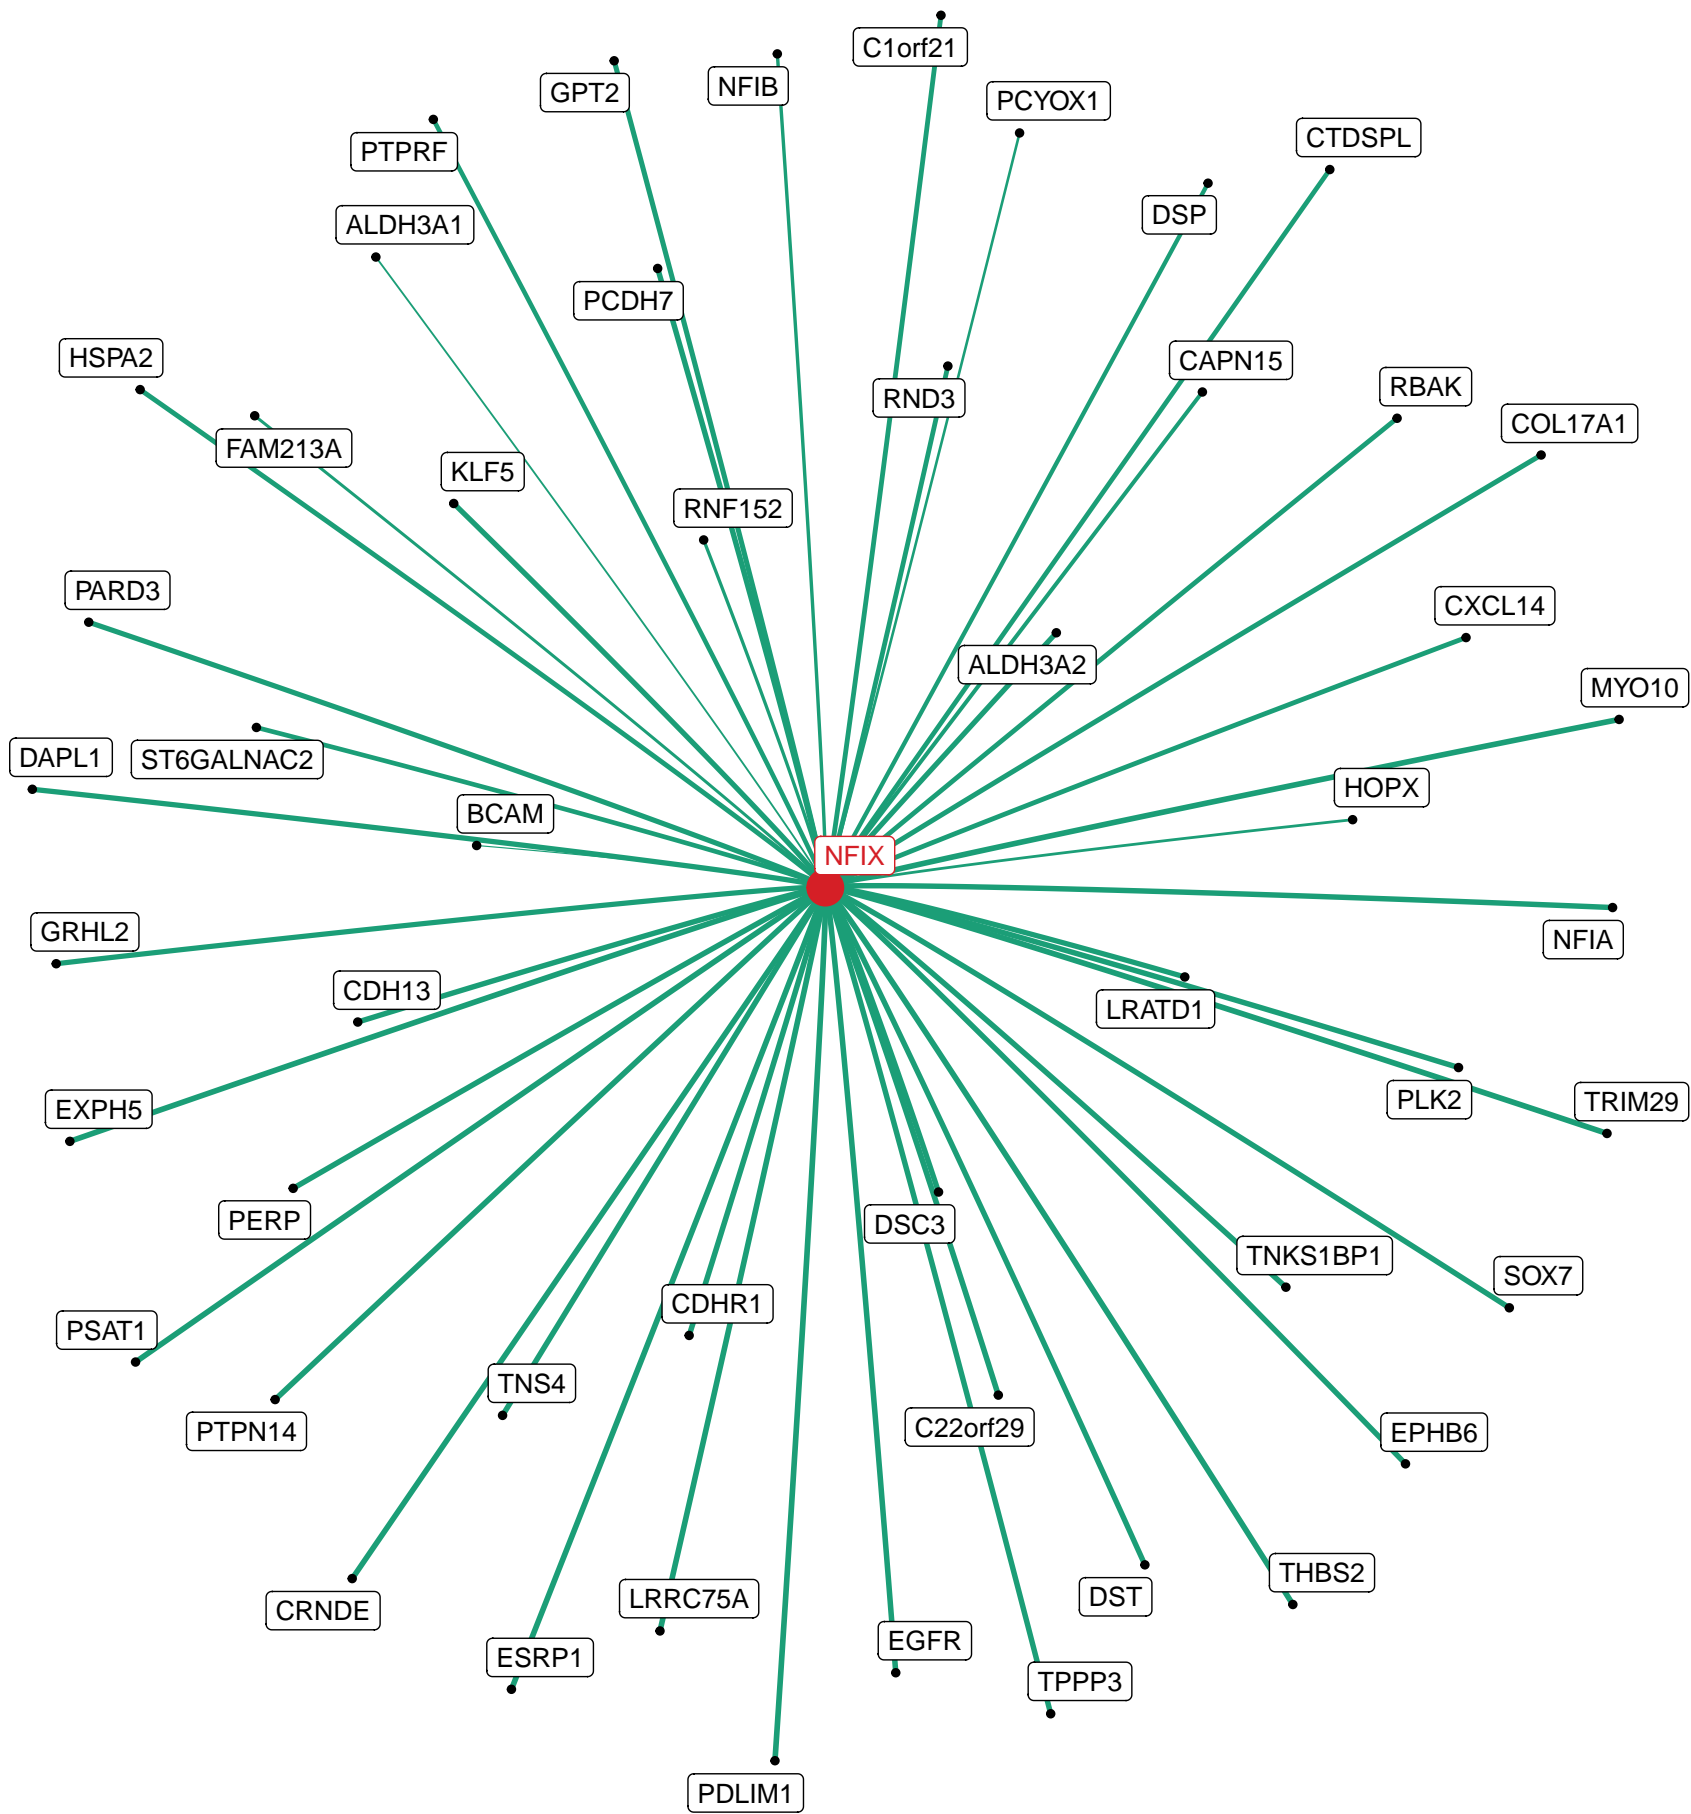 C1orf21
GPT2
NFIB
PCYOX1
CTDSPL
PTPRF
DSP
ALDH3A1
PCDH7
HSPA2
CAPN15
RBAK
RND3
COL17A1
FAM213A
KLF5
RNF152
PARD3
CXCL14
ALDH3A2
MYO10
DAPL1
ST6GALNAC2
HOPX
BCAM
NFIX
GRHL2
NFIA
CDH13
LRATD1
EXPH5
PLK2
TRIM29
PERP
DSC3
TNKS1BP1
SOX7
CDHR1
PSAT1
TNS4
PTPN14
C22orf29
EPHB6
THBS2
DST
LRRC75A
CRNDE
EGFR
ESRP1
TPPP3
PDLIM1